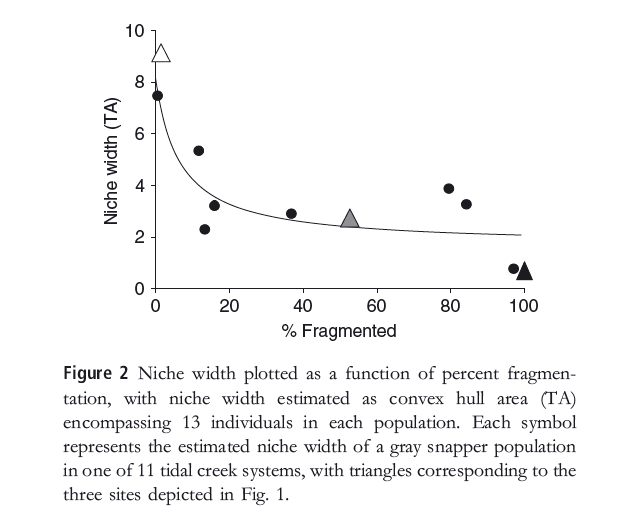 10
8
6
4
2
0
Niche width (TA)
0 20 40 60 80 100
% Fragmented
Figure 2 Niche width plotted as a function of percent fragmen-
tation, with niche width estimated as convex hull area (TA)
encompassing 13 individuals in each population. Each symbol
represents the estimated niche width of a gray snapper population
in one of 11 tidal creek systems, with triangles corresponding to the
three sites depicted in Fig. 1.